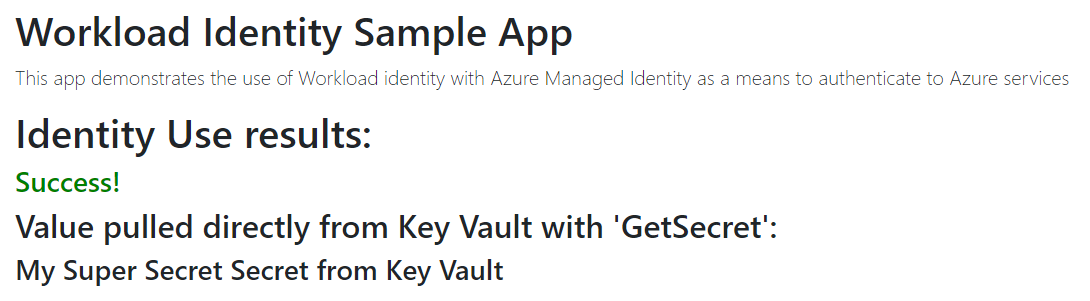 Workload Identity Sample App
This app demonstrates the use of Workload identity with Azure Managed Identity as a means to authenticate to Azure services
Identity Use results:
Success!
Value pulled directly from Key Vault with 'GetSecret':
My Super Secret Secret from Key Vault